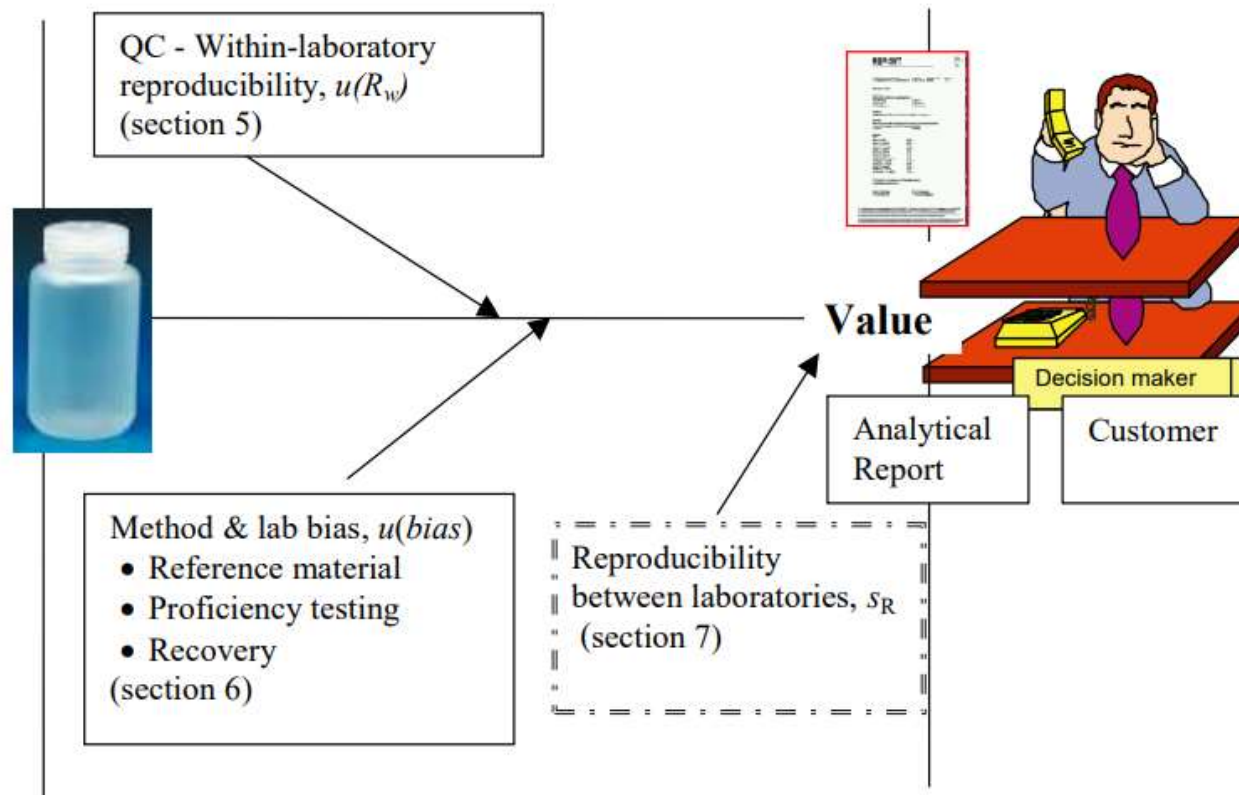 QC - Within-laboratory
reproducibility, u(Rw)
(section 5)
REPORT
Value
Decision maker
Analytical
Report
Customer
Method & lab bias, u(bias)
• Reference material
• Proficiency testing
• Recovery
(section 6)
Reproducibility
between laboratories, sR
(section 7)